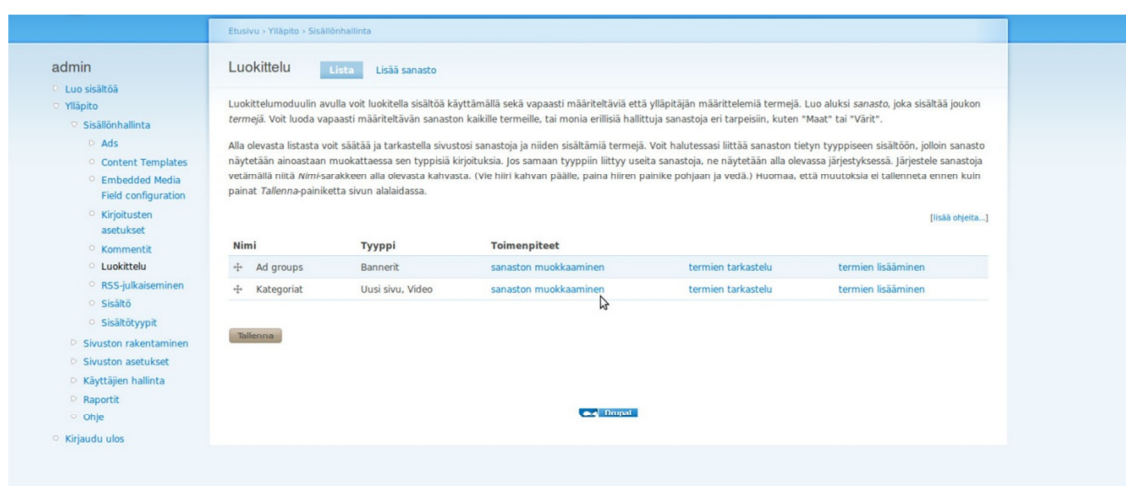 Etusivu › Ylläpito › Sisällönhallinta
admin
Luo sisältöä
Ylläpito
Sisällönhallinta
Ads
Content Templates
Embedded Media
Field configuration
Kirjoitusten
asetukset
Kommentit
Luokittelu
RSS-julkaiseminen
Sisältö
Sisältötyypit
Sivuston rakentaminen
Sivuston asetukset
Käyttäjien hallinta
Raportit
Ohje
Kirjaudu ulos
Luokittelu Lista Lisää sanasto
Luokittelumoduulin avulla voit luokitella sisältöä käyttämällä sekä vapaasti määriteltäviä että ylläpitäjän määrittelemiä termejä. Luo aluksi sanasto, joka sisältää joukon
termejä. Voit luoda vapaasti määriteltävän sanaston kaikille termeille, tai monia erillisiä hallittuja sanastoja eri tarpeisiin, kuten "Maat" tai "Värit".
Alla olevasta listasta voit säätää ja tarkastella sivustosi sanastoja ja niiden sisältämiä termejä. Voit halutessasi liittää sanaston tietyn tyyppiseen sisältöön, jolloin sanasto
näytetään ainoastaan muokattaessa sen typpisiä kirjoituksia. Jos samaan tyyppiin liittyy useita sanastoja, ne näytetään alla olevassa järjestyksessä. Järjestele sanastoja
vetämällä niitä Nimi-sarakkeen alla olevasta kahvasta. (Vie hiiri kahvan päälle, paina hiiren painike pohjaan ja vedä.) Huomaa, että muutoksia ei tallenneta ennen kuin
painat Tallenna-painiketta sivun alalaidassa.
[lisää ohjeita...]
Nimi Tyyppi Toimenpiteet
Ad groups Bannerit sanaston muokkaaminen termien tarkastelu termien lisääminen
Kategoriat Uusi sivu, Video sanaston muokkaaminen termien tarkastelu termien lisääminen
Tallenna
Drupal